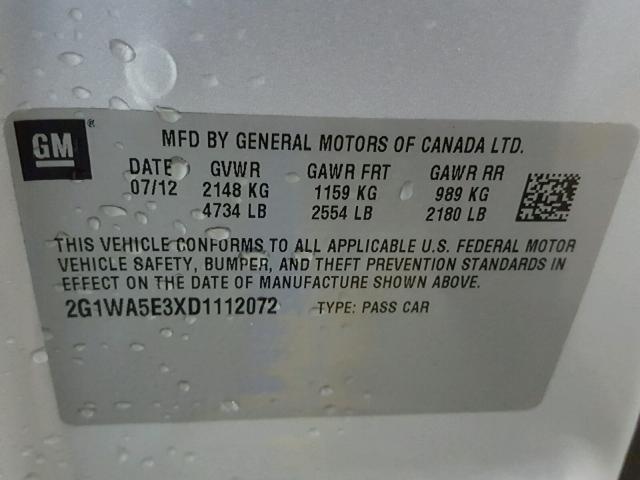 GM ®
MFD BY GENERAL MOTORS OF CANADA LTD.
DATE GVWR GAWR FRT GAWR RR
07/12 2148 KG 1159 KG 989 KG
4734 LB 2554 LB 2180 LB
THIS VEHICLE CONFORMS TO ALL APPLICABLE U.S. FEDERAL MOTOR
VEHICLE SAFETY, BUMPER, AND THEFT PREVENTION STANDARDS IN
EFFECT ON THE DATE OF MANUFACTURE SHOWN ABOVE.
2G1WA5E3XD1112072 TYPE: PASS CAR